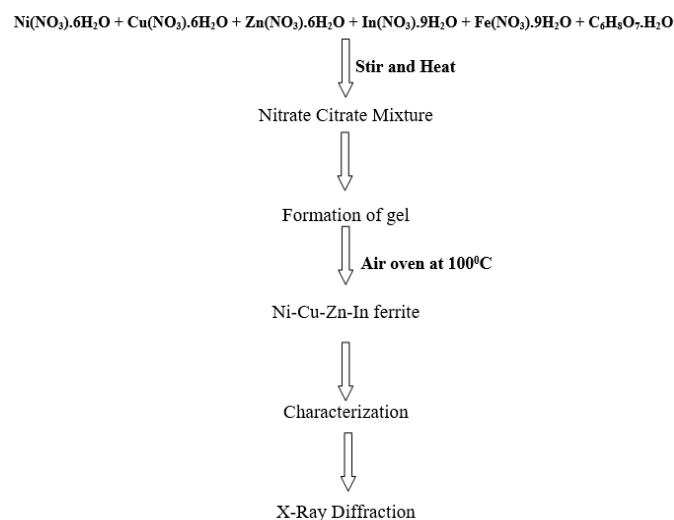 Ni(NO₃).6H₂O + Cu(NO₃).6H₂O + Zn(NO₃).6H₂O + In(NO₃).9H₂O + Fe(NO₃).9H₂O + C₆H₈O₇.H₂O
Stir and Heat
Nitrate Citrate Mixture
Formation of gel
Air oven at 100⁰C
Ni-Cu-Zn-In ferrite
Characterization
X-Ray Diffraction